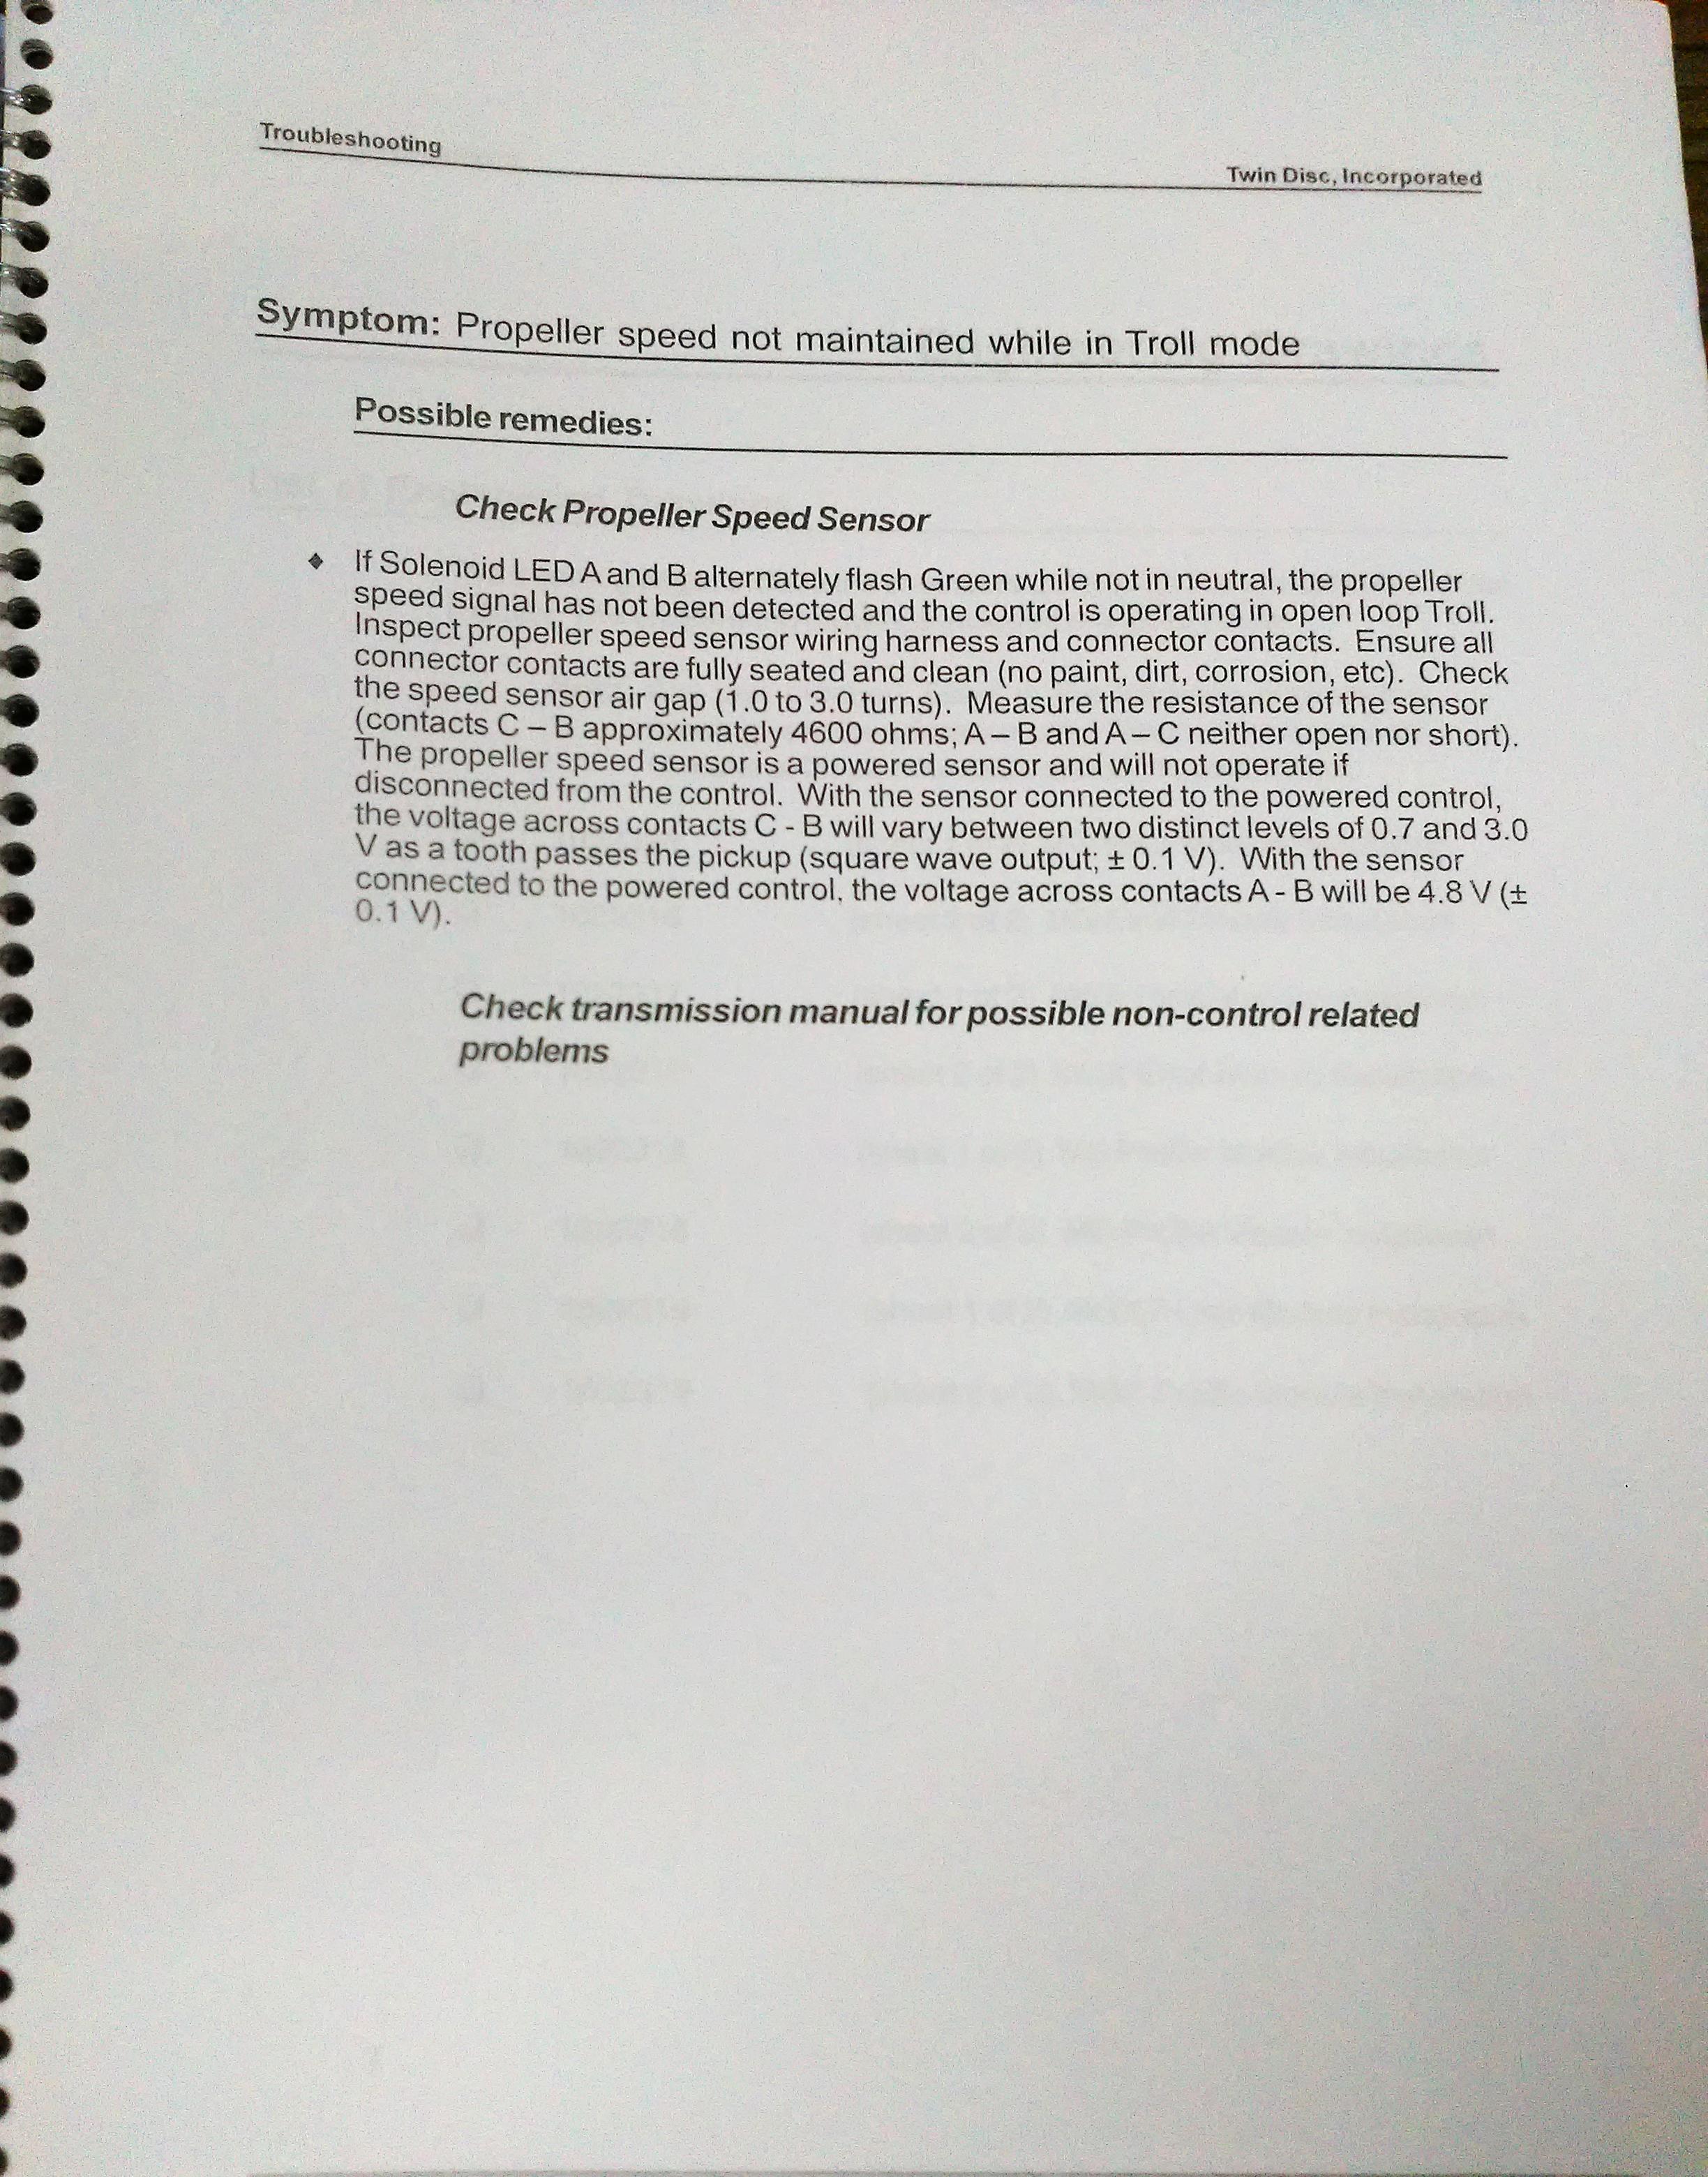 Troubleshooting
Twin Disc, Incorporated
Symptom: Propeller speed not maintained while in Troll mode
Possible remedies:
Check Propeller Speed Sensor
◆ If Solenoid LED A and B alternately flash Green while not in neutral, the propeller
speed signal has not been detected and the control is operating in open loop Troll.
Inspect propeller speed sensor wiring harness and connector contacts. Ensure all
connector contacts are fully seated and clean (no paint, dirt, corrosion, etc). Check
the speed sensor air gap (1.0 to 3.0 turns). Measure the resistance of the sensor
(contacts C – B approximately 4600 ohms; A – B and A – C neither open nor short).
The propeller speed sensor is a powered sensor and will not operate if
disconnected from the control. With the sensor connected to the powered control,
the voltage across contacts C - B will vary between two distinct levels of 0.7 and 3.0
V as a tooth passes the pickup (square wave output; ± 0.1 V). With the sensor
connected to the powered control, the voltage across contacts A - B will be 4.8 V (±
0.1 V).
Check transmission manual for possible non-control related
problems